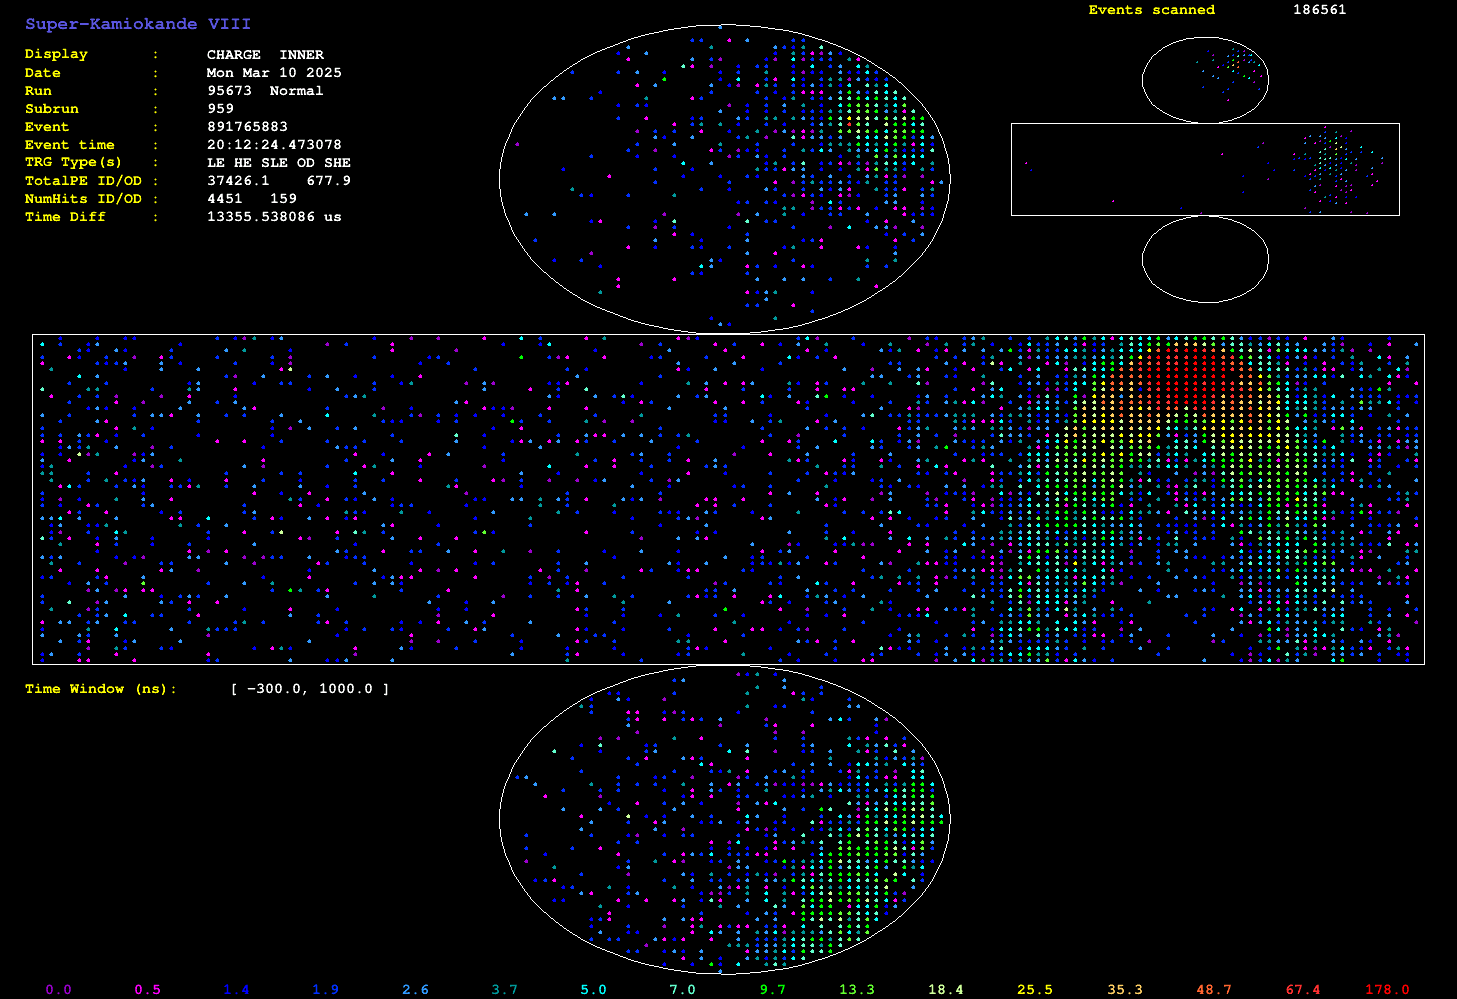 Super-Kamiokande VIII
Events scanned 186561
Display : CHARGE INNER
Date : Mon Mar 10 2025
Run : 95673 Normal
Subrun : 959
Event : 891765883
Event time : 20:12:24.473078
TRG Type(s) : LE HE SLE OD SHE
TotalPE ID/OD : 37426.1 677.9
NumHits ID/OD : 4451 159
Time Diff : 13355.538086 us
Time Window (ns): [ -300.0, 1000.0 ]
0.0 0.5 1.4 1.9 2.6 3.7 5.0 7.0 9.7 13.3 18.4 25.5 35.3 48.7 67.4 178.0